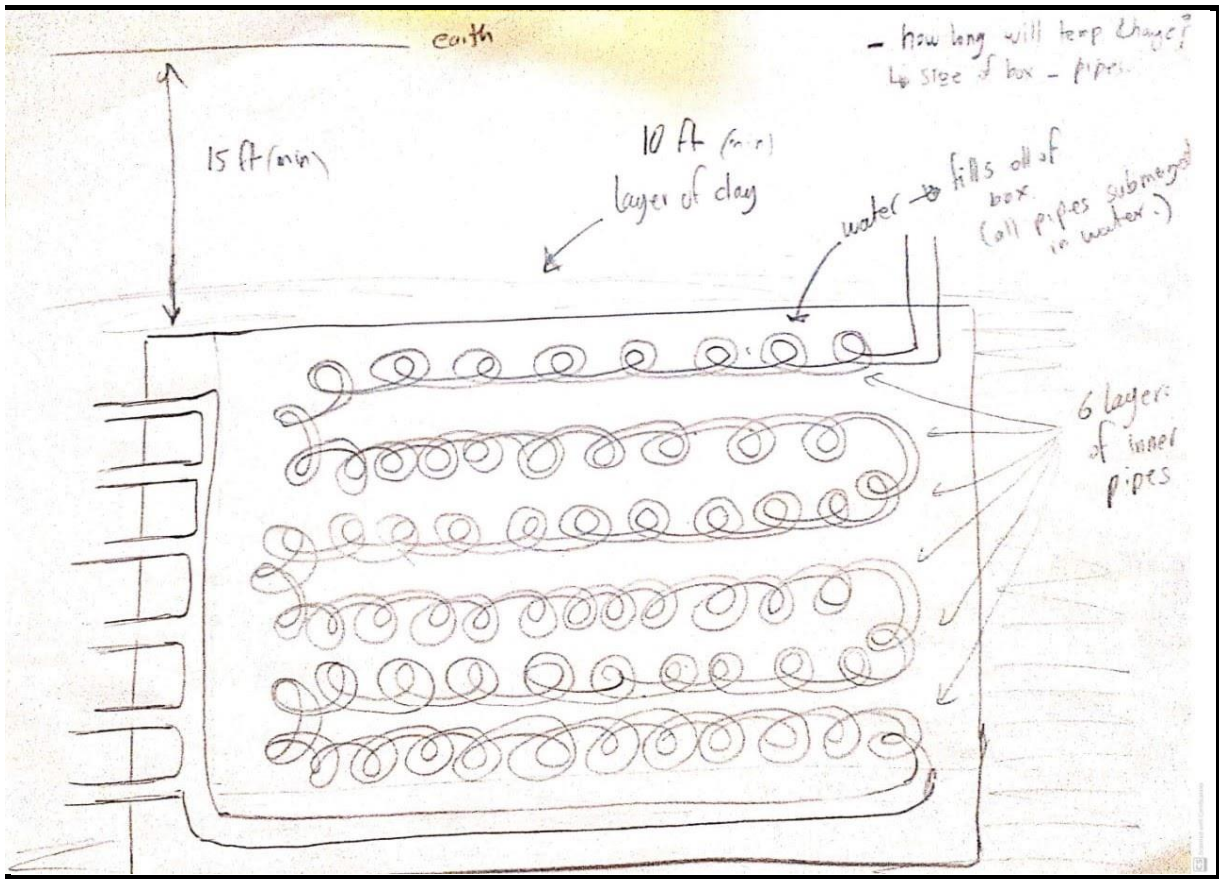 earth
- how long will temp change?
↳ size of box - pipes.
15 ft (min)
10 ft (min)
layer of clay
water → fills all of
box.
(all pipes submerged
in water.)
6 layers
of inner
pipes